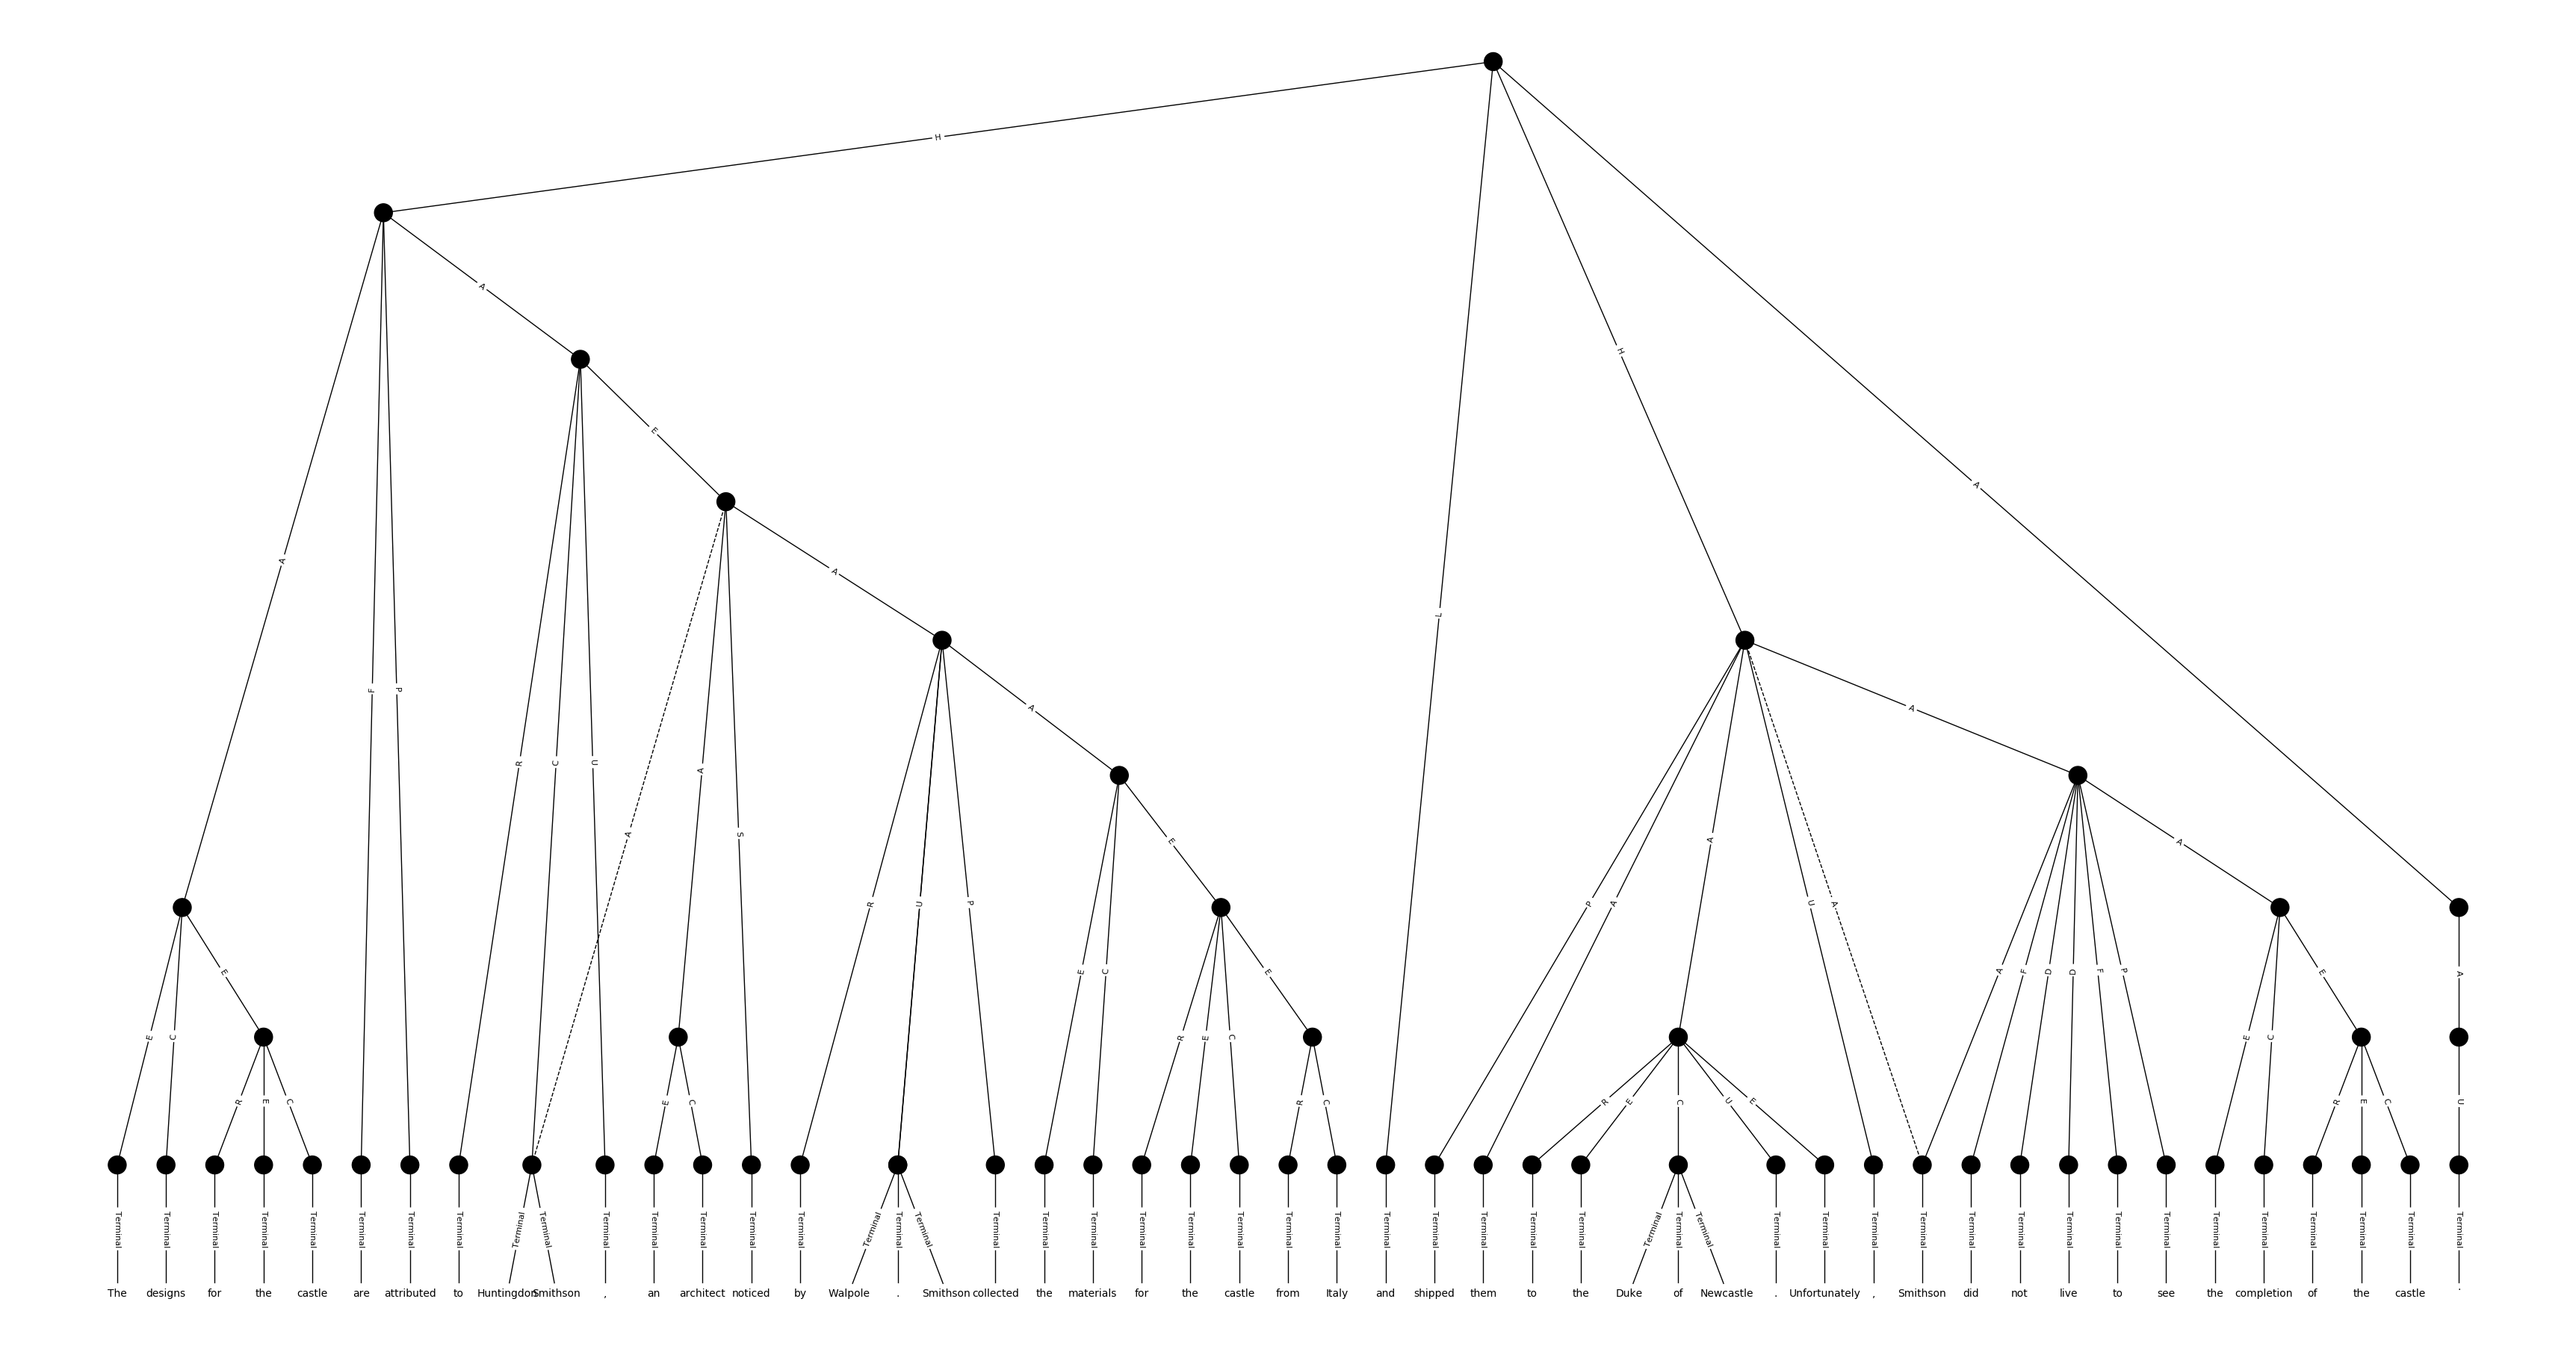 H
A
E
A
A
L
H
A
A
F
P
R
C
U
A
A
S
R
U
P
E
P
A
A
U
A
A
A
E
C
E
E
C
R
E
C
E
A
F
D
D
F
P
E
C
E
A
R
E
C
E
C
R
C
R
E
C
U
E
R
E
C
U
Terminal Terminal Terminal Terminal Terminal Terminal Terminal Terminal Terminal Terminal Terminal Terminal Terminal Terminal Terminal Terminal Terminal Terminal Terminal Terminal Terminal Terminal Terminal Terminal Terminal Terminal Terminal Terminal Terminal Terminal Terminal Terminal Terminal Terminal Terminal Terminal Terminal Terminal Terminal Terminal Terminal Terminal Terminal Terminal Terminal Terminal Terminal Terminal Terminal Terminal
The designs for the castle are attributed to Huntingdon Smithson , an architect noticed by Walpole . Smithson collected the materials for the castle from Italy and shipped them to the Duke of Newcastle . Unfortunately , Smithson did not live to see the completion of the castle .